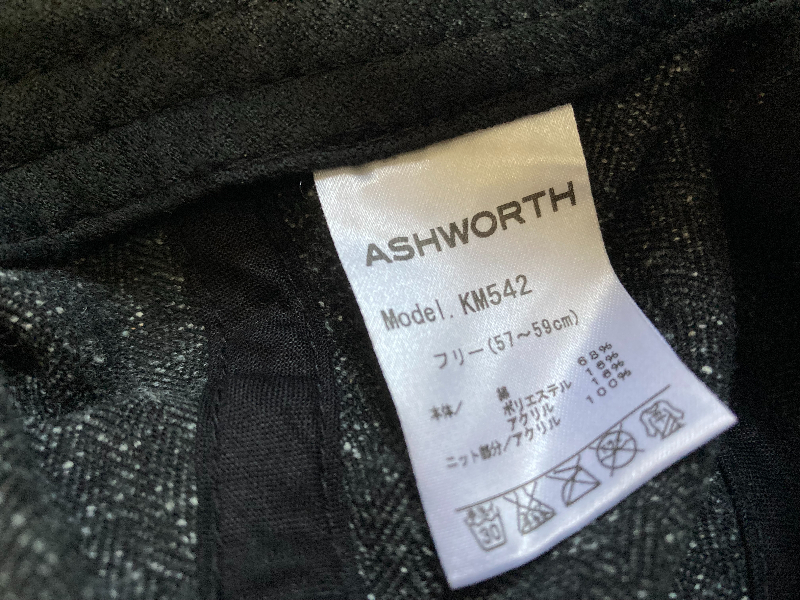 ASHWORTH
Model. KM542
フリー(57～59cm)
本体/ 綿 68%
ポリエステル 16%
アクリル 16%
ニット部分/アクリル 100%
30